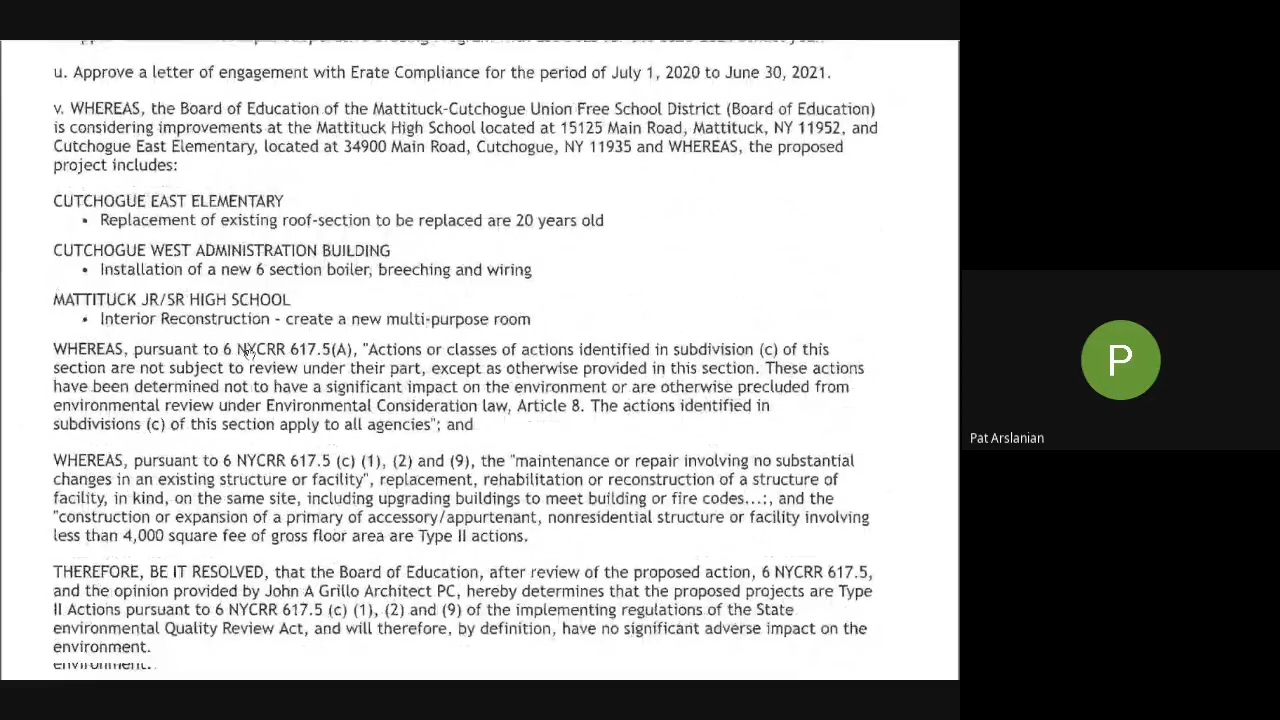 u. Approve a letter of engagement with Erate Compliance for the period of July 1, 2020 to June 30, 2021.
v. WHEREAS, the Board of Education of the Mattituck-Cutchogue Union Free School District (Board of Education)
is considering improvements at the Mattituck High School located at 15125 Main Road, Mattituck, NY 11952, and
Cutchogue East Elementary, located at 34900 Main Road, Cutchogue, NY 11935 and WHEREAS, the proposed
project includes:
CUTCHOGUE EAST ELEMENTARY
• Replacement of existing roof-section to be replaced are 20 years old
CUTCHOGUE WEST ADMINISTRATION BUILDING
• Installation of a new 6 section boiler, breeching and wiring
MATTITUCK JR/SR HIGH SCHOOL
• Interior Reconstruction - create a new multi-purpose room
WHEREAS, pursuant to 6 NYCRR 617.5(A), "Actions or classes of actions identified in subdivision (c) of this
section are not subject to review under their part, except as otherwise provided in this section. These actions
have been determined not to have a significant impact on the environment or are otherwise precluded from
environmental review under Environmental Consideration law, Article 8. The actions identified in
subdivisions (c) of this section apply to all agencies"; and
WHEREAS, pursuant to 6 NYCRR 617.5 (c) (1), (2) and (9), the "maintenance or repair involving no substantial
changes in an existing structure or facility", replacement, rehabilitation or reconstruction of a structure of
facility, in kind, on the same site, including upgrading buildings to meet building or fire codes...:, and the
"construction or expansion of a primary of accessory/appurtenant, nonresidential structure or facility involving
less than 4,000 square fee of gross floor area are Type II actions.
THEREFORE, BE IT RESOLVED, that the Board of Education, after review of the proposed action, 6 NYCRR 617.5,
and the opinion provided by John A Grillo Architect PC, hereby determines that the proposed projects are Type
II Actions pursuant to 6 NYCRR 617.5 (c) (1), (2) and (9) of the implementing regulations of the State
environmental Quality Review Act, and will therefore, by definition, have no significant adverse impact on the
environment.
environment.
P
Pat Arslanian